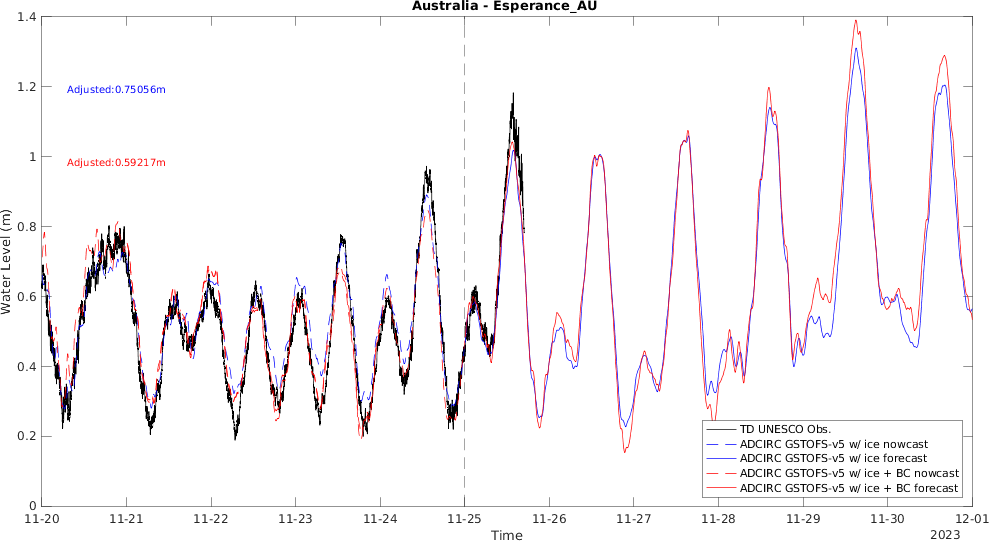 Australia - Esperance_AU
1.4
1.2
1
0.8
0.6
0.4
0.2
0
Water Level (m)
Adjusted:0.75056m
Adjusted:0.59217m
TD UNESCO Obs.
ADCIRC GSTOFS-v5 w/ ice nowcast
ADCIRC GSTOFS-v5 w/ ice forecast
ADCIRC GSTOFS-v5 w/ ice + BC nowcast
ADCIRC GSTOFS-v5 w/ ice + BC forecast
11-20 11-21 11-22 11-23 11-24 11-25 11-26 11-27 11-28 11-29 11-30 12-01
Time
2023